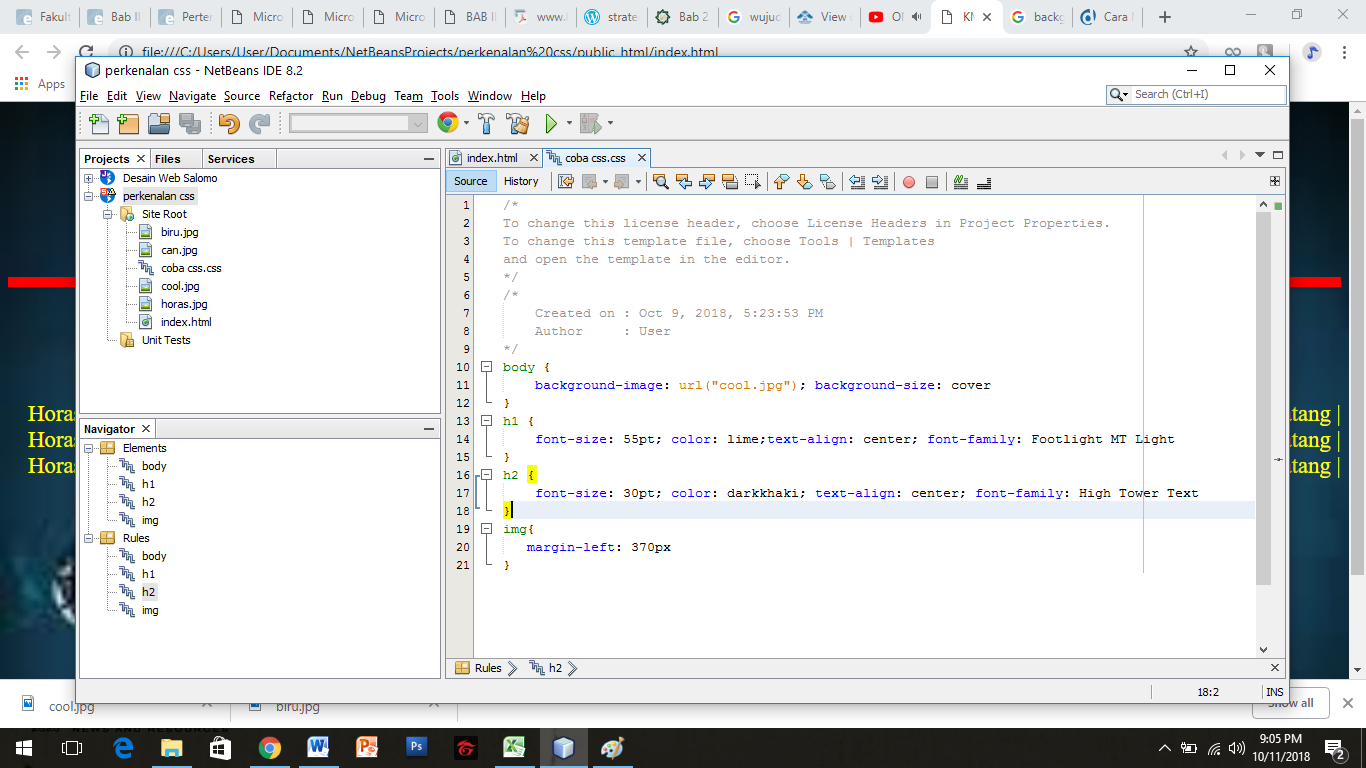 Fakult
Bab II
Perter
Micro
Micro
Micro
BAB II
www.
strate
Bab 2
wujuc
View
KM
backg
Cara
file:///C:/Users/User/Documents/NetBeansProjects/perkenalan%20css/public_html/index.html
Apps
perkenalan css - NetBeans IDE 8.2
File Edit View Navigate Source Refactor Run Debug Team Tools Window Help
Search (Ctrl+I)
Projects Files Services
Desain Web Salomo
perkenalan css
Site Root
biru.jpg
can.jpg
coba css.css
cool.jpg
horas.jpg
index.html
Unit Tests
Navigator
Elements
body
h1
h2
img
Rules
body
h1
h2
img
index.html coba css.css
Source History
1 /*
2 To change this license header, choose License Headers in Project Properties.
3 To change this template file, choose Tools | Templates
4 and open the template in the editor.
5 */
6 /*
7 Created on : Oct 9, 2018, 5:23:53 PM
8 Author : User
9 */
10 body {
11 background-image: url("cool.jpg"); background-size: cover
12 }
13 h1 {
14 font-size: 55pt; color: lime;text-align: center; font-family: Footlight MT Light
15 }
16 h2 {
17 font-size: 30pt; color: darkkhaki; text-align: center; font-family: High Tower Text
18 }
19 img{
20 margin-left: 370px
21 }
Rules h2
18:2 INS
Horas
Horas
Horas
tang |
tang |
tang |
cool.jpg
biru.jpg
Show all
NEWS AND RESOURCES
9:05 PM
10/11/2018
2